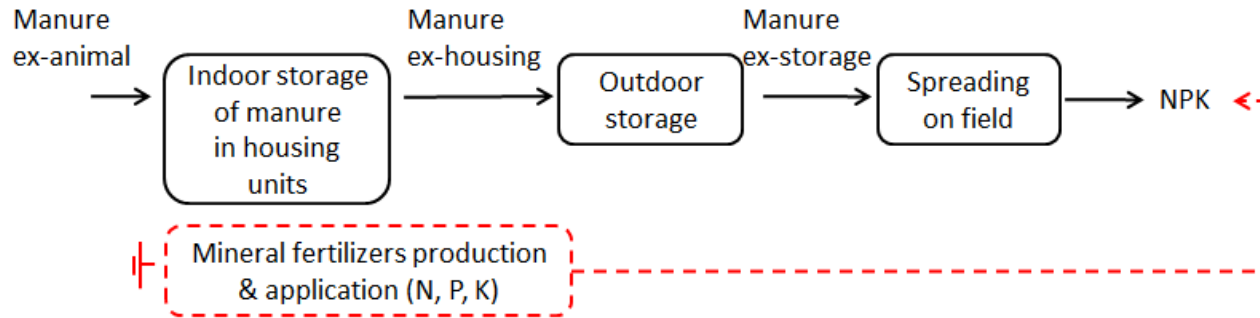 Manure
ex-animal
Indoor storage
of manure
in housing
units
Manure
ex-housing
Outdoor
storage
Manure
ex-storage
Spreading
on field
NPK
Mineral fertilizers production
& application (N, P, K)